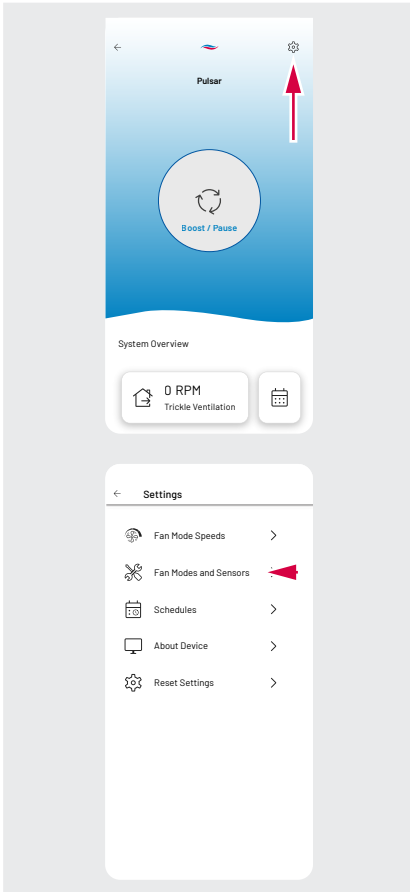 Pulsar
Boost / Pause
System Overview
0 RPM
Trickle Ventilation
Settings
Fan Mode Speeds
Fan Modes and Sensors
Schedules
About Device
Reset Settings